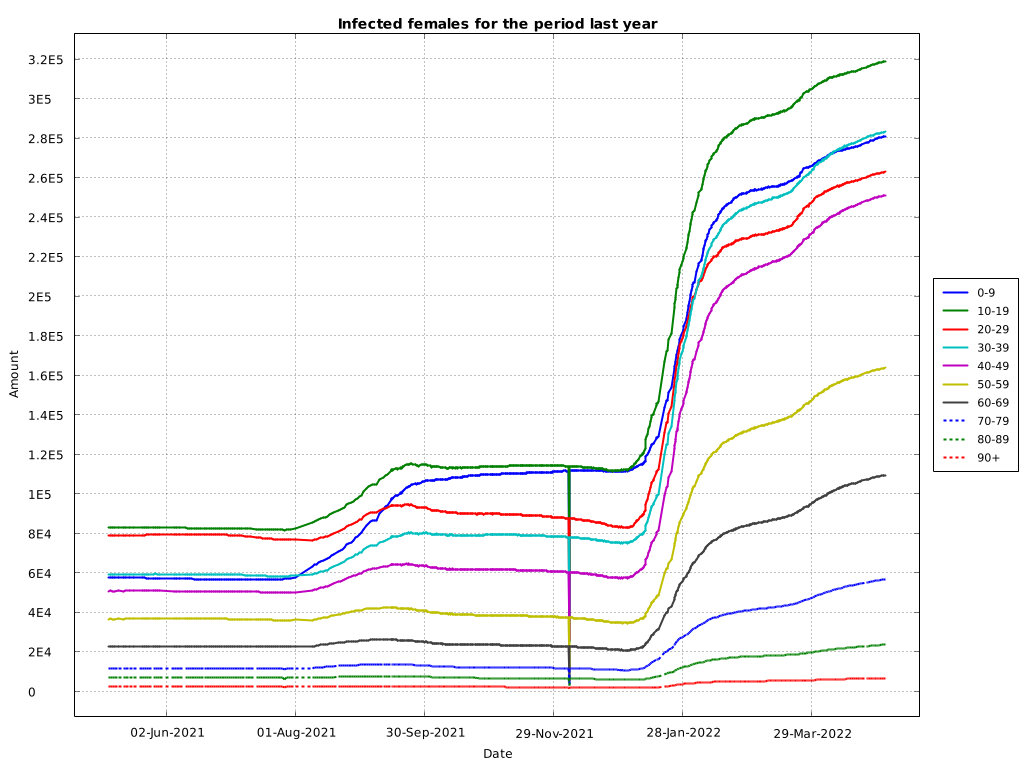 Infected females for the period last year
3.2E5
3E5
2.8E5
2.6E5
2.4E5
2.2E5
2E5
1.8E5
1.6E5
1.4E5
1.2E5
1E5
8E4
6E4
4E4
2E4
0
Amount
02-Jun-2021
01-Aug-2021
30-Sep-2021
29-Nov-2021
28-Jan-2022
29-Mar-2022
Date
0-9
10-19
20-29
30-39
40-49
50-59
60-69
70-79
80-89
90+